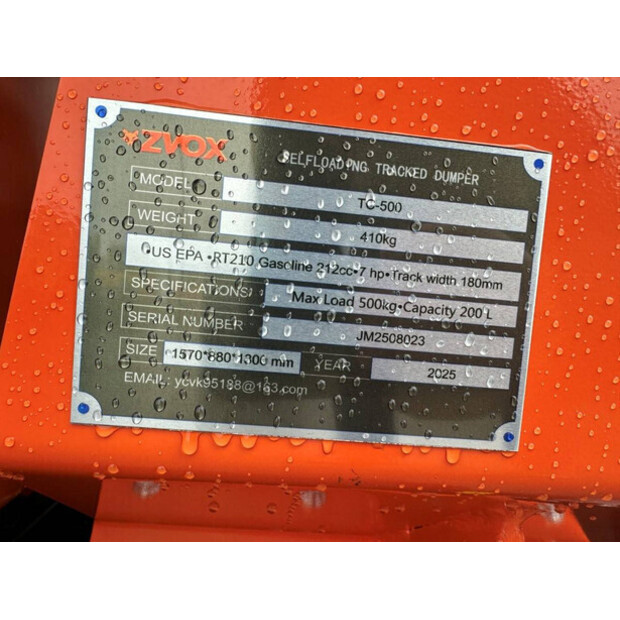 ZVOX
SELFLOADING TRACKED DUMPER
MODEL TC-500
WEIGHT 410kg
•US EPA •RT210 Gasoline 212cc•7 hp•Track width 180mm
SPECIFICATIONS Max Load 500kg•Capacity 200 L
SERIAL NUMBER JM2508023
SIZE 1570*880*1300 mm YEAR 2025
EMAIL: ycvk95188@163.com